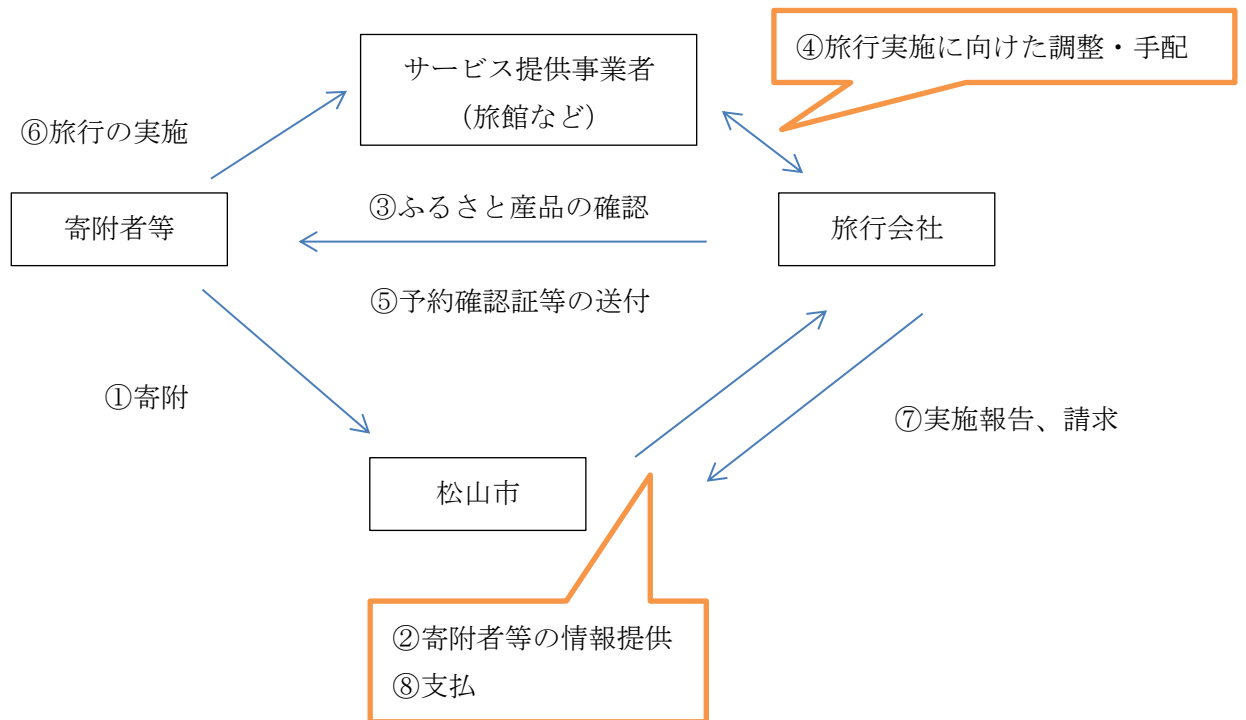 ④旅行実施に向けた調整・手配
サービス提供事業者
(旅館など)
⑥旅行の実施
寄附者等
③ふるさと産品の確認
旅行会社
⑤予約確認証等の送付
①寄附
⑦実施報告、請求
松山市
②寄附者等の情報提供
⑧支払